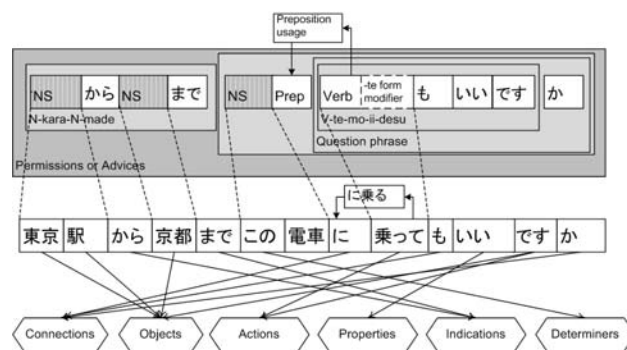 Preposition usage
NS から NS まで NS Prep Verb -te form modifier も いい です か
N-kara-N-made
V-te-mo-ii-desu
Question phrase
Permissions or Advices
に乗る
東京 駅 から 京都 まで この 電車 に 乗って も いい です か
Connections Objects Actions Properties Indications Determiners